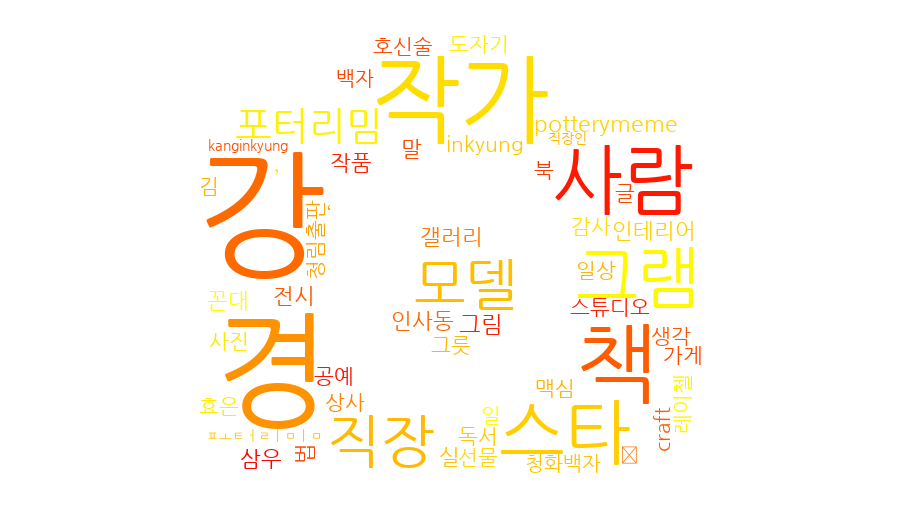 호신술
도자기
백자
작가
포터리밈
potterymeme
직장인
kanginkyung
작품
말
inkyung
북
사람
김
강
글
청림출판
갤러리
감사
인테리어
꼰대
전시
모델
일상
그램
스튜디오
사진
인사동
그림
그릇
책
생각
가게
경
공예
맥심
레이첼
효은
상사
일
스타
craft
ㅍㅗㅌㅓㄹㅣㅁㅣㅁ
직장
독서
삼우
법
실선물
청화백자